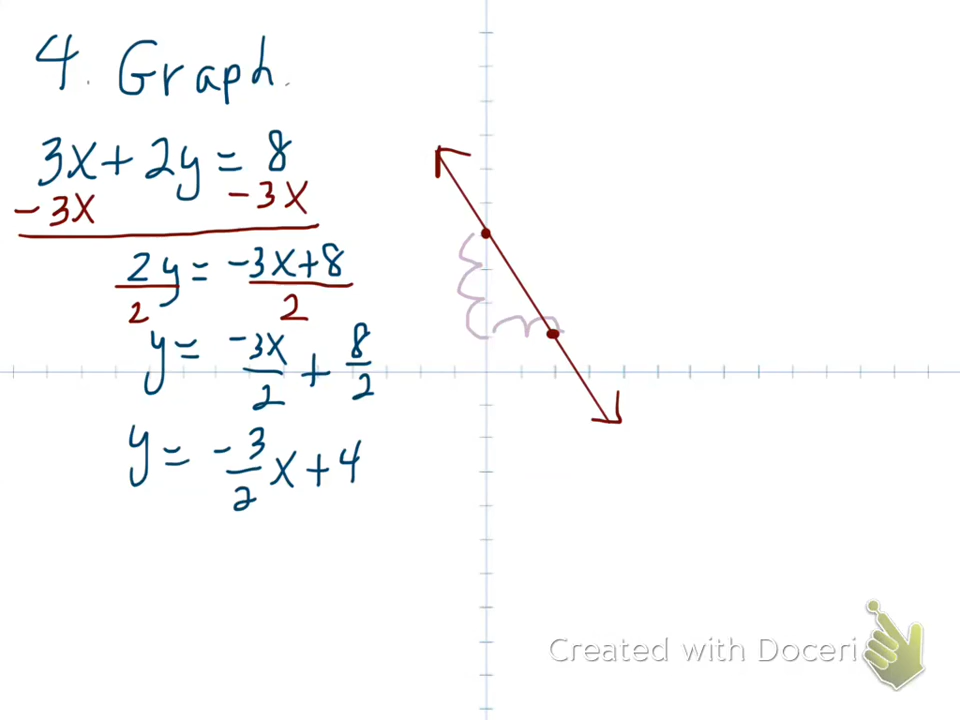 4. Graph.
3x + 2y = 8
-3x -3x
2y = -3x+8
2 2
y = -3x/2 + 8/2
y = -3/2 x + 4
Created with Doceri